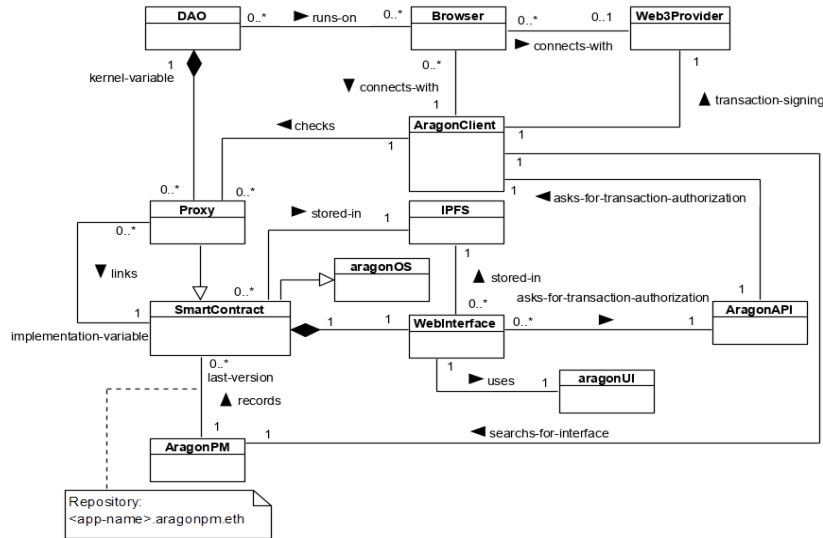 DAO
0..*
runs-on
0..*
Browser
0..*
0..1
Web3Provider
connects-with
1
kernel-variable
0..*
connects-with
1
1
transaction-signing
checks
AragonClient
1
1
1
1
asks-for-transaction-authorization
0..*
0..*
Proxy
0..*
stored-in
1
IPFS
1
1
links
aragonOS
stored-in
0..*
0..*
asks-for-transaction-authorization
1
SmartContract
1
1
WebInterface
0..*
1
AragonAPI
implementation-variable
0..*
last-version
1
uses
1
aragonUI
records
1
1
searchs-for-interface
AragonPM
Repository:
<app-name>.aragonpm.eth